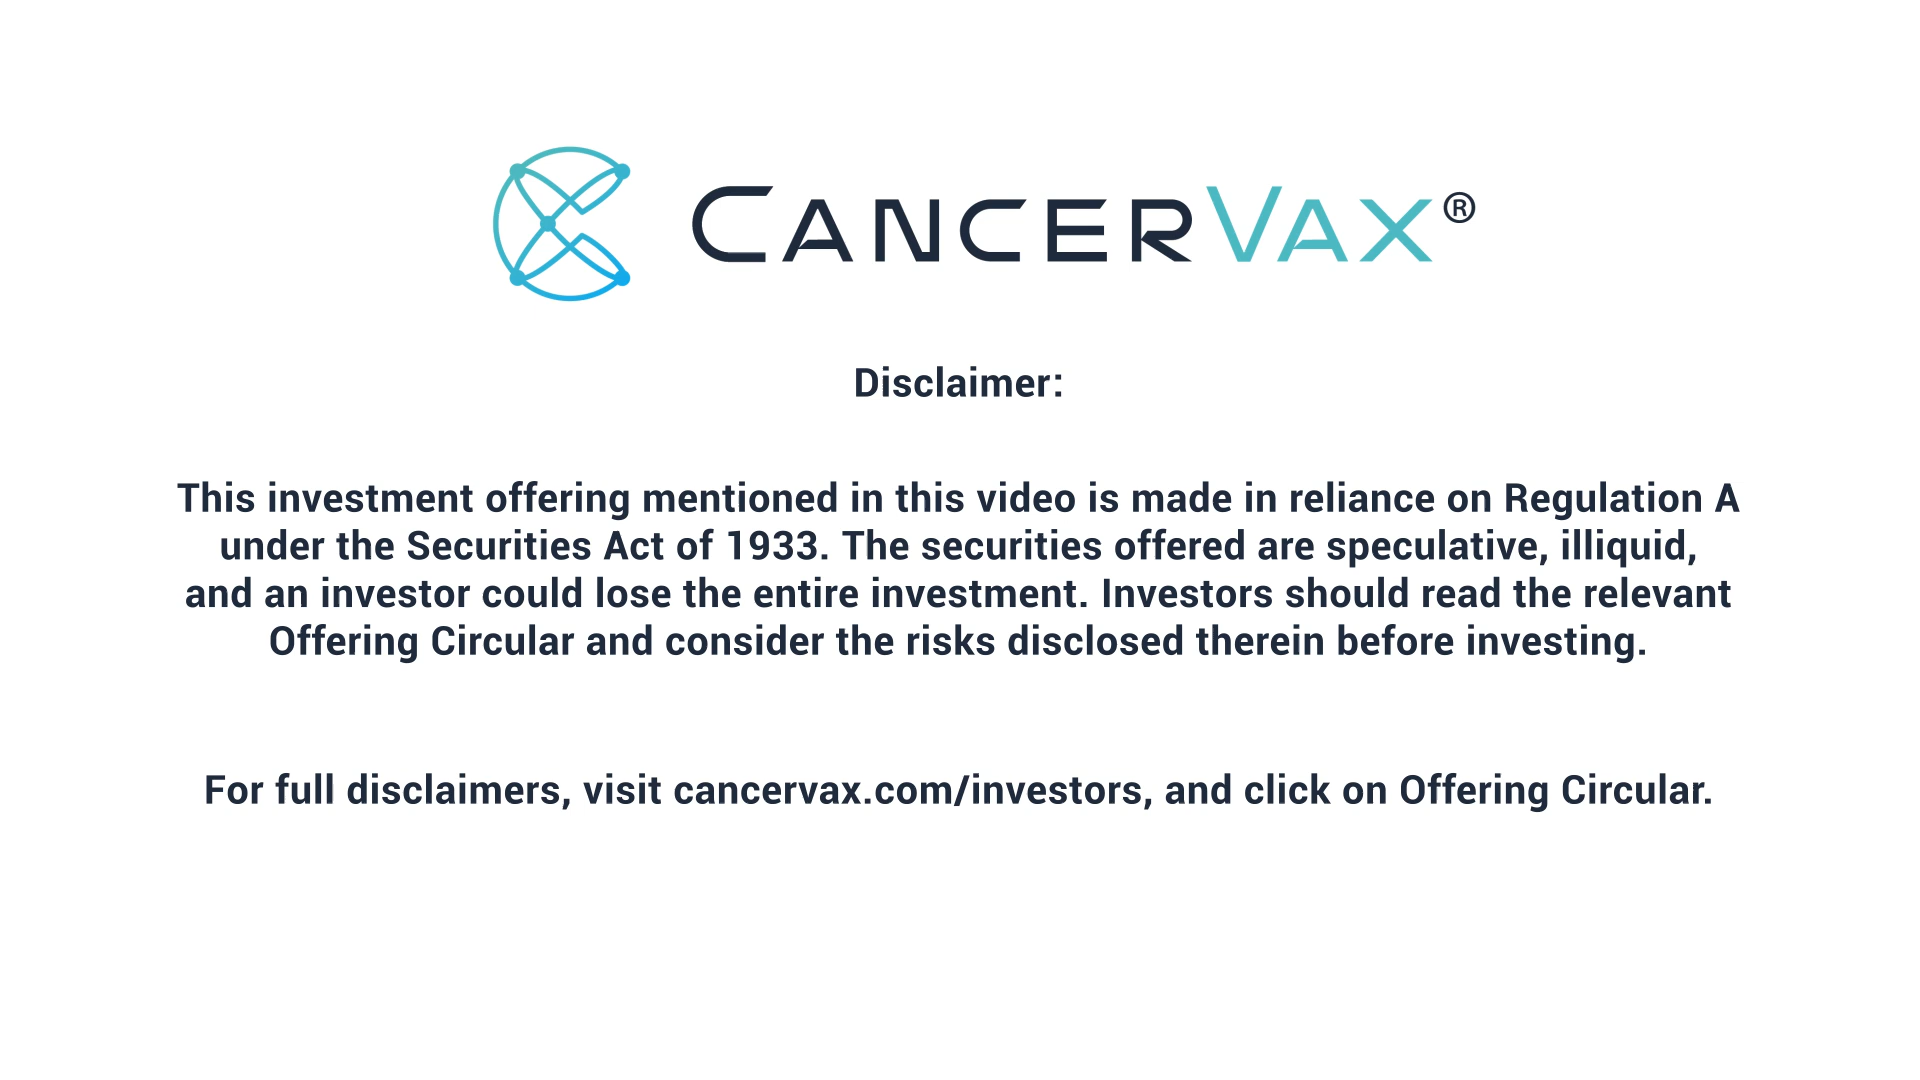 CANCERVAX®
Disclaimer:
This investment offering mentioned in this video is made in reliance on Regulation A
under the Securities Act of 1933. The securities offered are speculative, illiquid,
and an investor could lose the entire investment. Investors should read the relevant
Offering Circular and consider the risks disclosed therein before investing.
For full disclaimers, visit cancervax.com/investors, and click on Offering Circular.